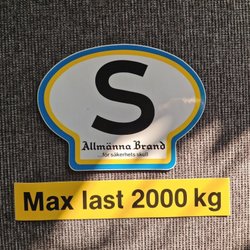 S
Allmänna Brand
...för säkerhets skull
Max last 2000 kg